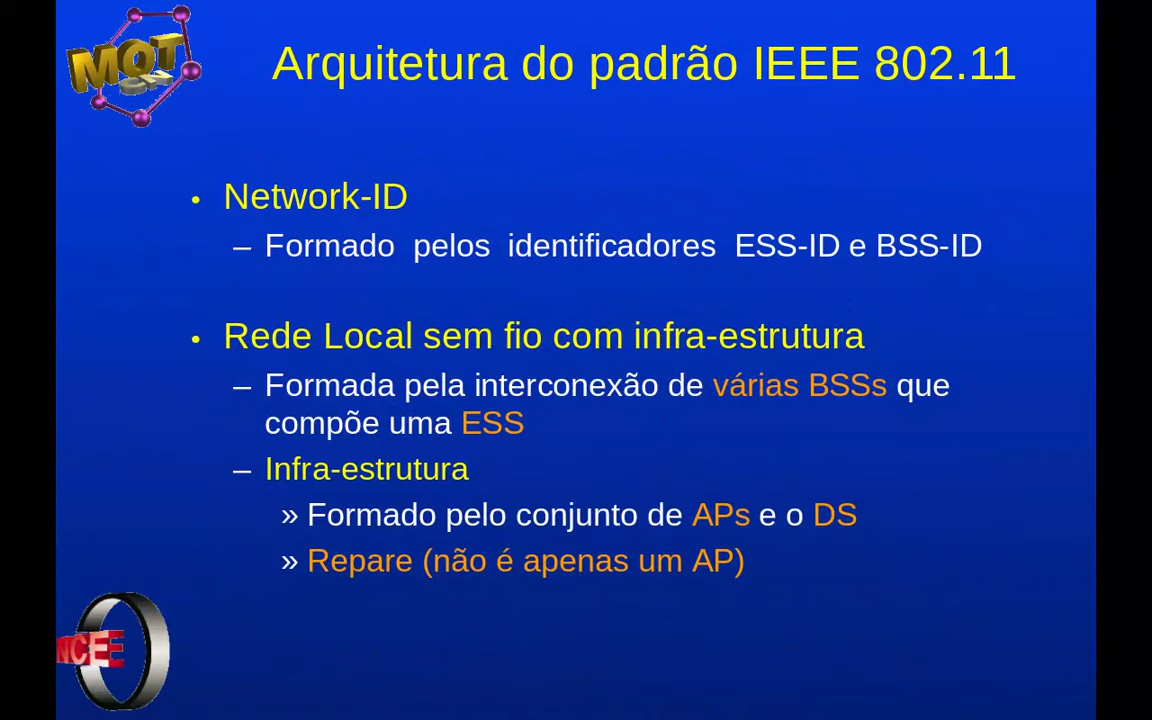 MQT
Arquitetura do padrão IEEE 802.11
• Network-ID
– Formado pelos identificadores ESS-ID e BSS-ID
• Rede Local sem fio com infra-estrutura
– Formada pela interconexão de várias BSSs que
compõe uma ESS
– Infra-estrutura
» Formado pelo conjunto de APs e o DS
» Repare (não é apenas um AP)